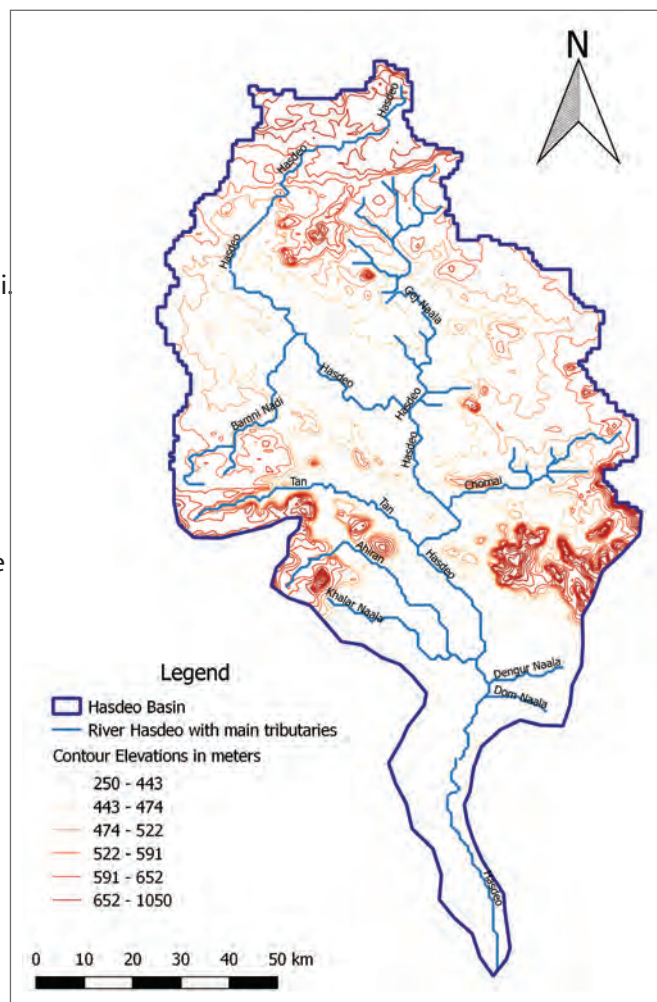 N
Hasdeo
Hasdeo
Hasdeo
i.
Gej Naala
Hasdeo
Hasdeo
Bamni Nadi
Hasdeo
Tan
Chornai
Tan
Hasdeo
e
Ahiran
Khalar Naala
Dengur Naala
Dom Naala
Hasdeo
Legend
Hasdeo Basin
River Hasdeo with main tributaries
Contour Elevations in meters
250 - 443
443 - 474
474 - 522
522 - 591
591 - 652
652 - 1050
0 10 20 30 40 50 km